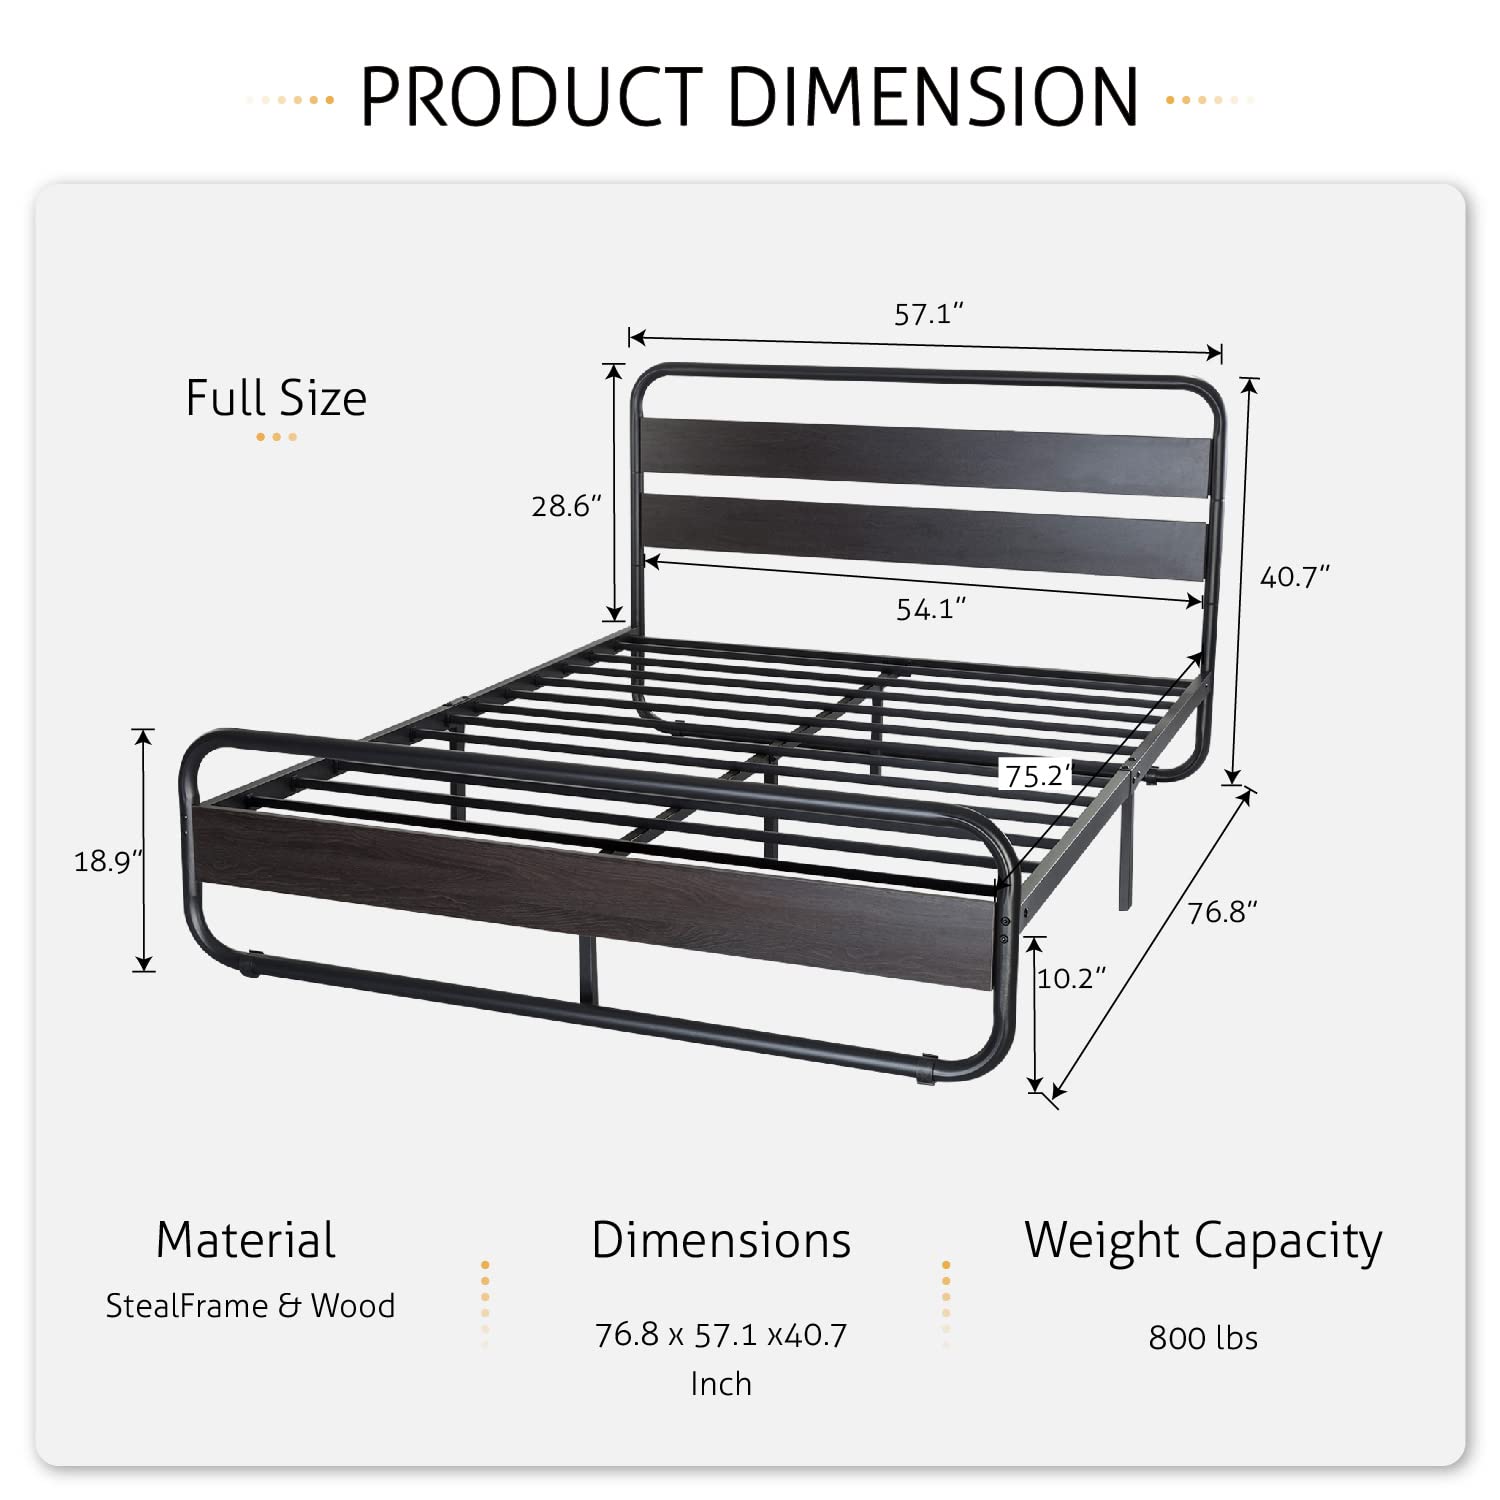 PRODUCT DIMENSION
57.1"
Full Size
28.6"
40.7"
54.1"
75.2'
18.9"
76.8"
10.2"
Material
StealFrame & Wood
Dimensions
76.8 x 57.1 x40.7
Inch
Weight Capacity
800 lbs